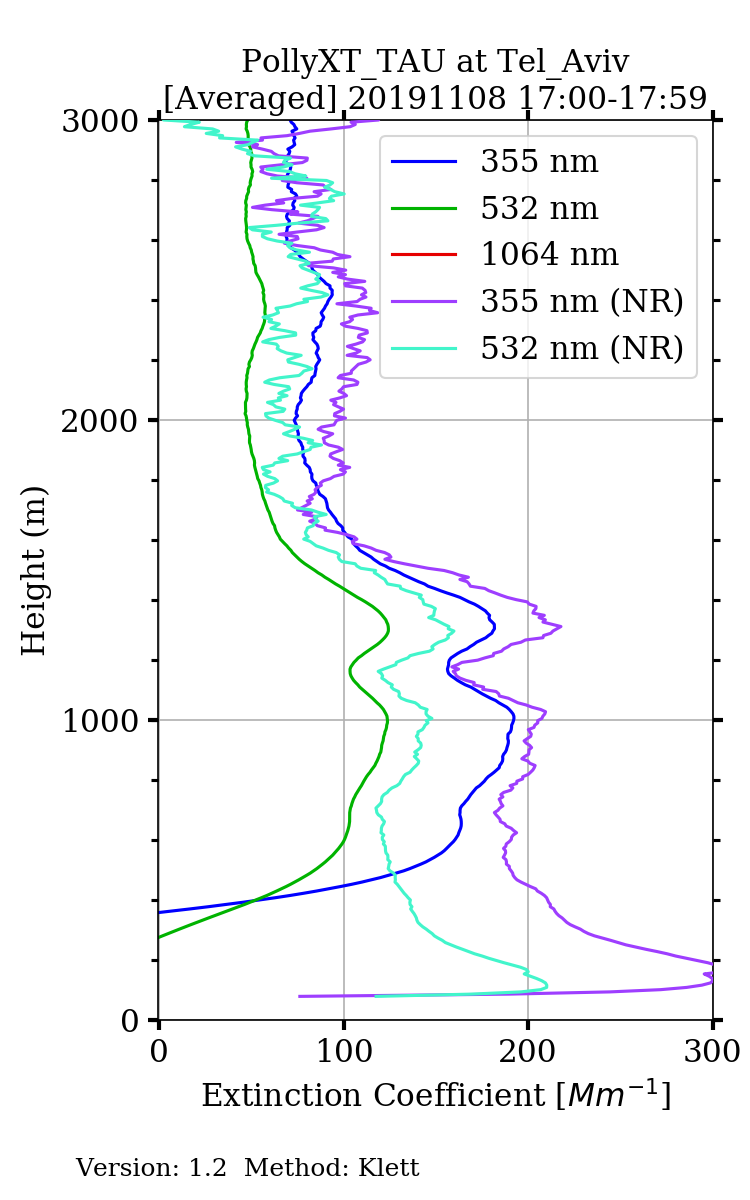 PollyXT_TAU at Tel_Aviv
[Averaged] 20191108 17:00-17:59
3000
2000
1000
0
Height (m)
355 nm
532 nm
1064 nm
355 nm (NR)
532 nm (NR)
0 100 200 300
Extinction Coefficient [Mm⁻¹]
Version: 1.2 Method: Klett